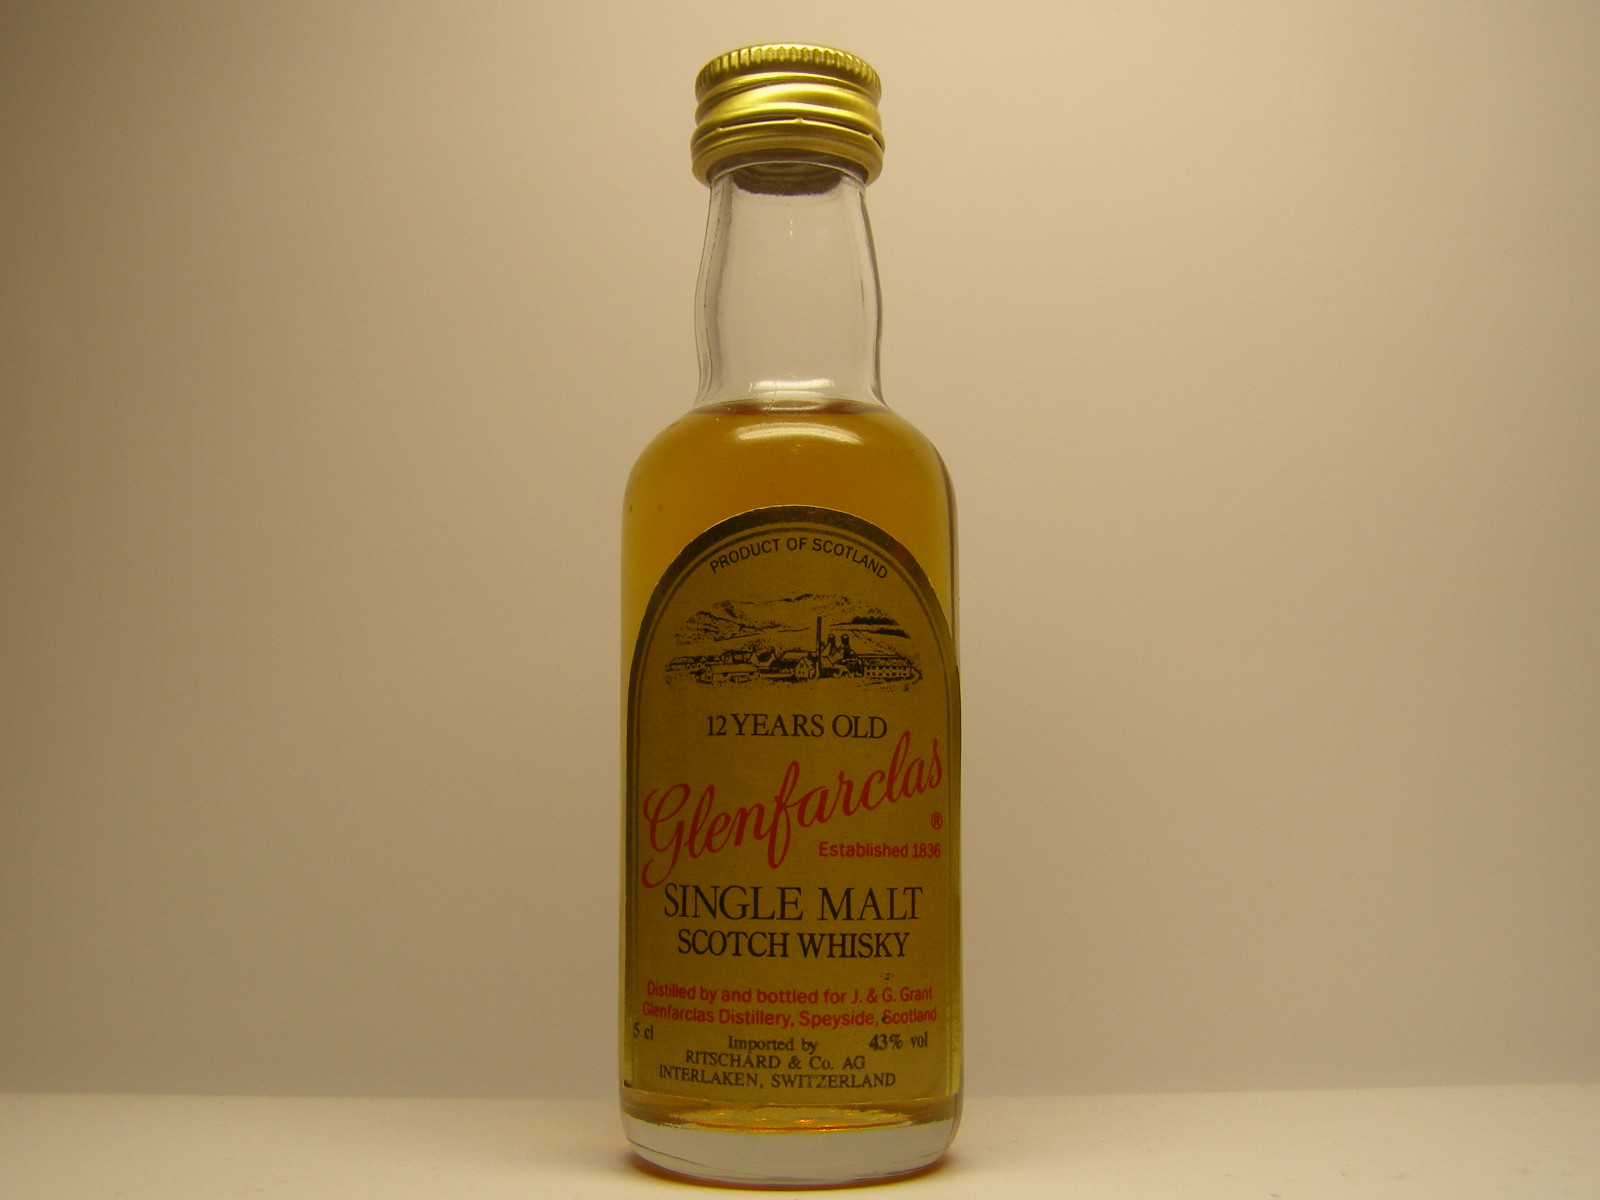 PRODUCT OF SCOTLAND
12 YEARS OLD
Glenfarclas
®
Established 1836
SINGLE MALT
SCOTCH WHISKY
Distilled by and bottled for J. & G. Grant
Glenfarclas Distillery, Speyside, Scotland
5 cl
Imported by 43% vol
RITSCHARD & Co. AG
INTERLAKEN, SWITZERLAND